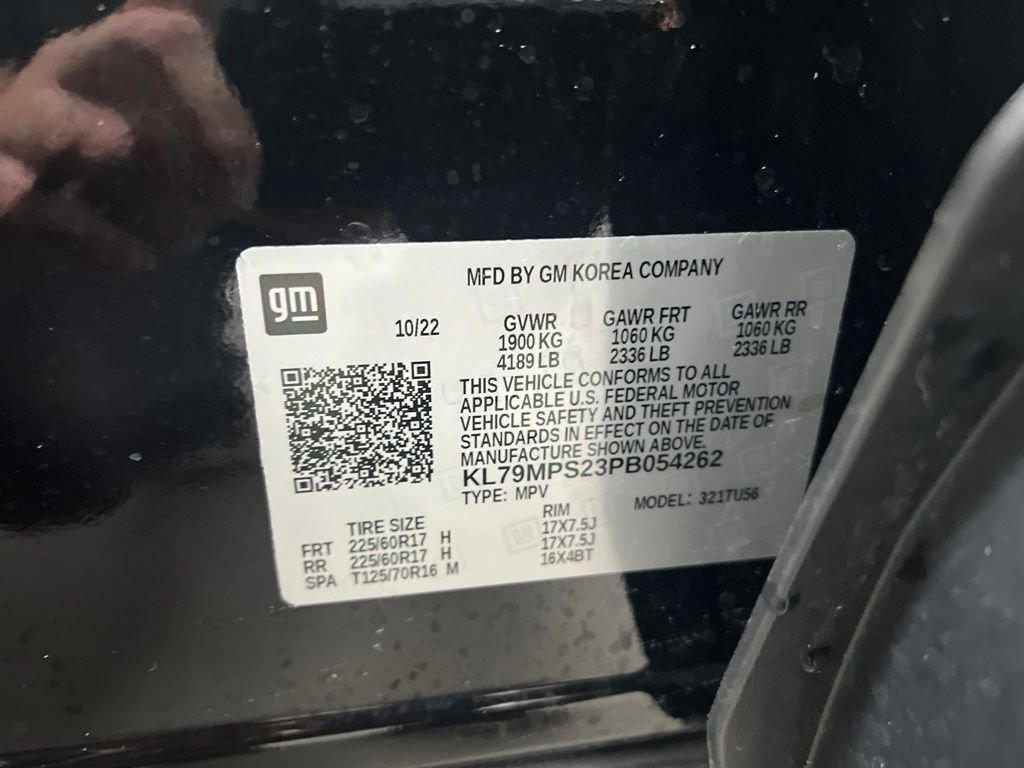 gm
MFD BY GM KOREA COMPANY
10/22
GVWR
1900 KG
4189 LB
GAWR FRT
1060 KG
2336 LB
GAWR RR
1060 KG
2336 LB
THIS VEHICLE CONFORMS TO ALL
APPLICABLE U.S. FEDERAL MOTOR
VEHICLE SAFETY AND THEFT PREVENTION
STANDARDS IN EFFECT ON THE DATE OF
MANUFACTURE SHOWN ABOVE.
KL79MPS23PB054262
TYPE: MPV MODEL: 321TU56
TIRE SIZE RIM
FRT 225/60R17 H 17X7.5J
RR 225/60R17 H 17X7.5J
SPA T125/70R16 M 16X4BT